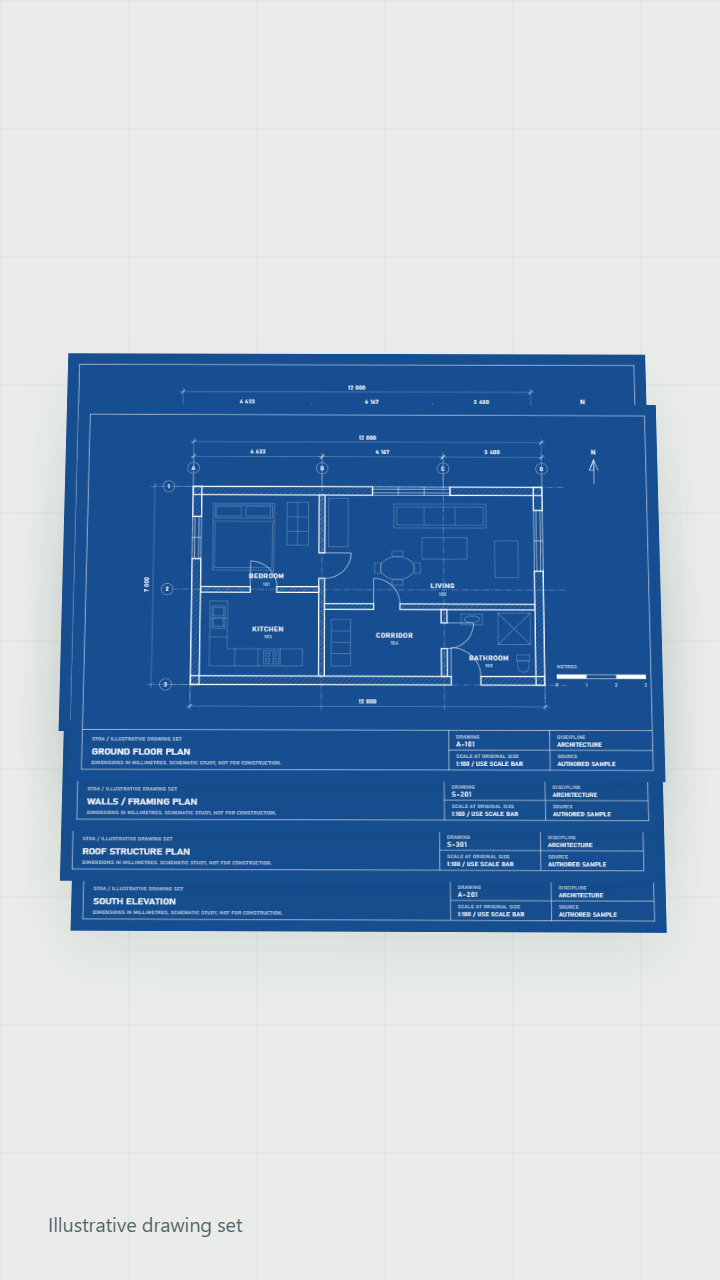 12 000
4 433 4 167 3 400 N
12 000
4 433 4 167 3 400 N
A B C D
1
BEDROOM
101
LIVING
102
2
7 000
KITCHEN
103
CORRIDOR
104
BATHROOM
105
METRES
0 1 2 3
3
12 000
STOA / ILLUSTRATIVE DRAWING SET
GROUND FLOOR PLAN
DIMENSIONS IN MILLIMETRES. SCHEMATIC STUDY, NOT FOR CONSTRUCTION.
DRAWING
A-101
DISCIPLINE
ARCHITECTURE
SCALE AT ORIGINAL SIZE
1:100 / USE SCALE BAR
SOURCE
AUTHORED SAMPLE
STOA / ILLUSTRATIVE DRAWING SET
WALLS / FRAMING PLAN
DIMENSIONS IN MILLIMETRES. SCHEMATIC STUDY, NOT FOR CONSTRUCTION.
DRAWING
S-201
DISCIPLINE
ARCHITECTURE
SCALE AT ORIGINAL SIZE
1:100 / USE SCALE BAR
SOURCE
AUTHORED SAMPLE
STOA / ILLUSTRATIVE DRAWING SET
ROOF STRUCTURE PLAN
DIMENSIONS IN MILLIMETRES. SCHEMATIC STUDY, NOT FOR CONSTRUCTION.
DRAWING
S-301
DISCIPLINE
ARCHITECTURE
SCALE AT ORIGINAL SIZE
1:100 / USE SCALE BAR
SOURCE
AUTHORED SAMPLE
STOA / ILLUSTRATIVE DRAWING SET
SOUTH ELEVATION
DIMENSIONS IN MILLIMETRES. SCHEMATIC STUDY, NOT FOR CONSTRUCTION.
DRAWING
A-201
DISCIPLINE
ARCHITECTURE
SCALE AT ORIGINAL SIZE
1:100 / USE SCALE BAR
SOURCE
AUTHORED SAMPLE
Illustrative drawing set